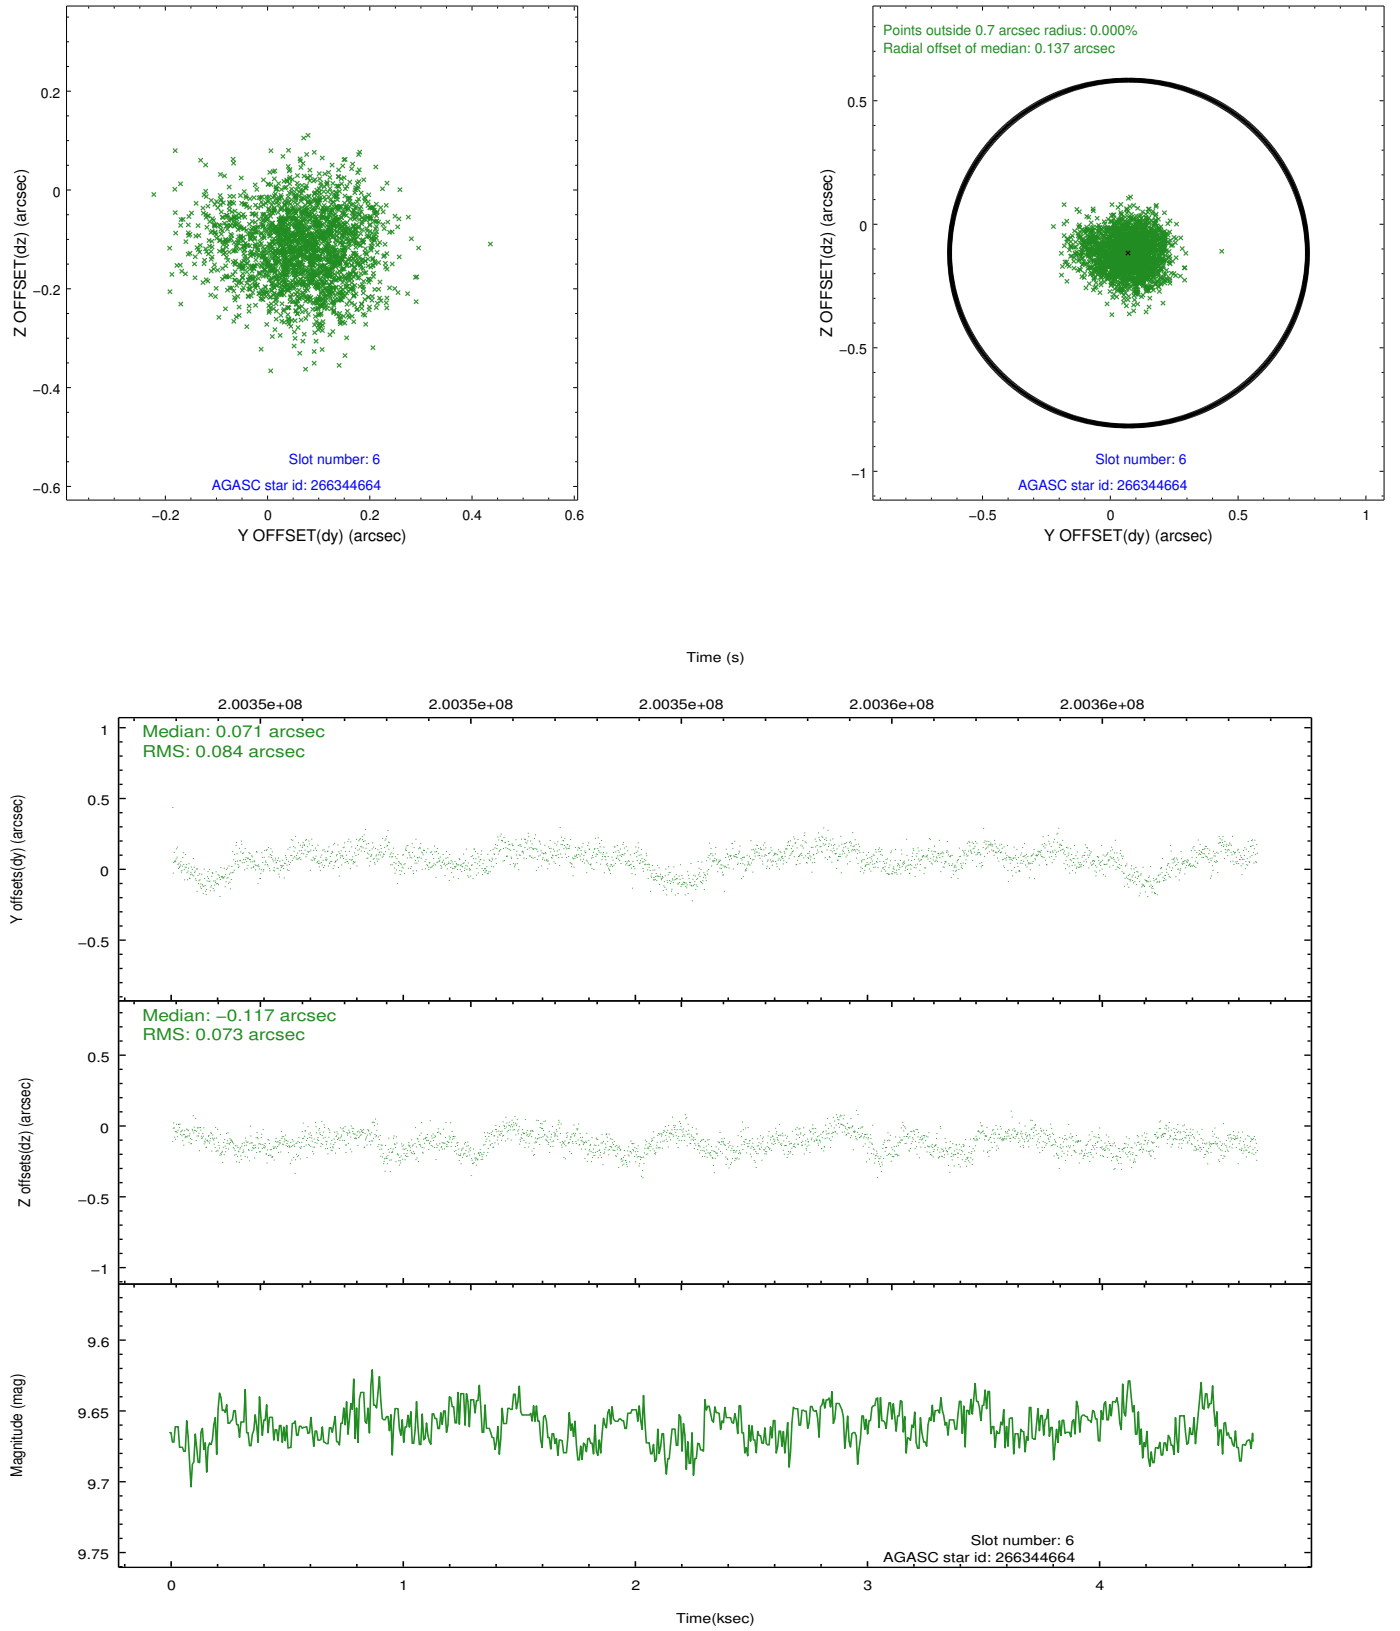 0.2
0
−0.2
−0.4
−0.6
−0.2
0
0.2
0.4
0.6
Z OFFSET(dz) (arcsec)
Y OFFSET(dy) (arcsec)
Slot number: 6
AGASC star id: 266344664
Points outside 0.7 arcsec radius: 0.000%
Radial offset of median: 0.137 arcsec
0.5
0
−0.5
−1
−0.5
0
0.5
1
Z OFFSET(dz) (arcsec)
Y OFFSET(dy) (arcsec)
Slot number: 6
AGASC star id: 266344664
Time (s)
2.0035e+08
2.0035e+08
2.0035e+08
2.0036e+08
2.0036e+08
Median: 0.071 arcsec
RMS: 0.084 arcsec
1
0.5
0
−0.5
Y offsets(dy) (arcsec)
Median: −0.117 arcsec
RMS: 0.073 arcsec
0.5
0
−0.5
−1
Z offsets(dz) (arcsec)
9.6
9.65
9.7
9.75
Magnitude (mag)
Slot number: 6
AGASC star id: 266344664
0
1
2
3
4
Time(ksec)